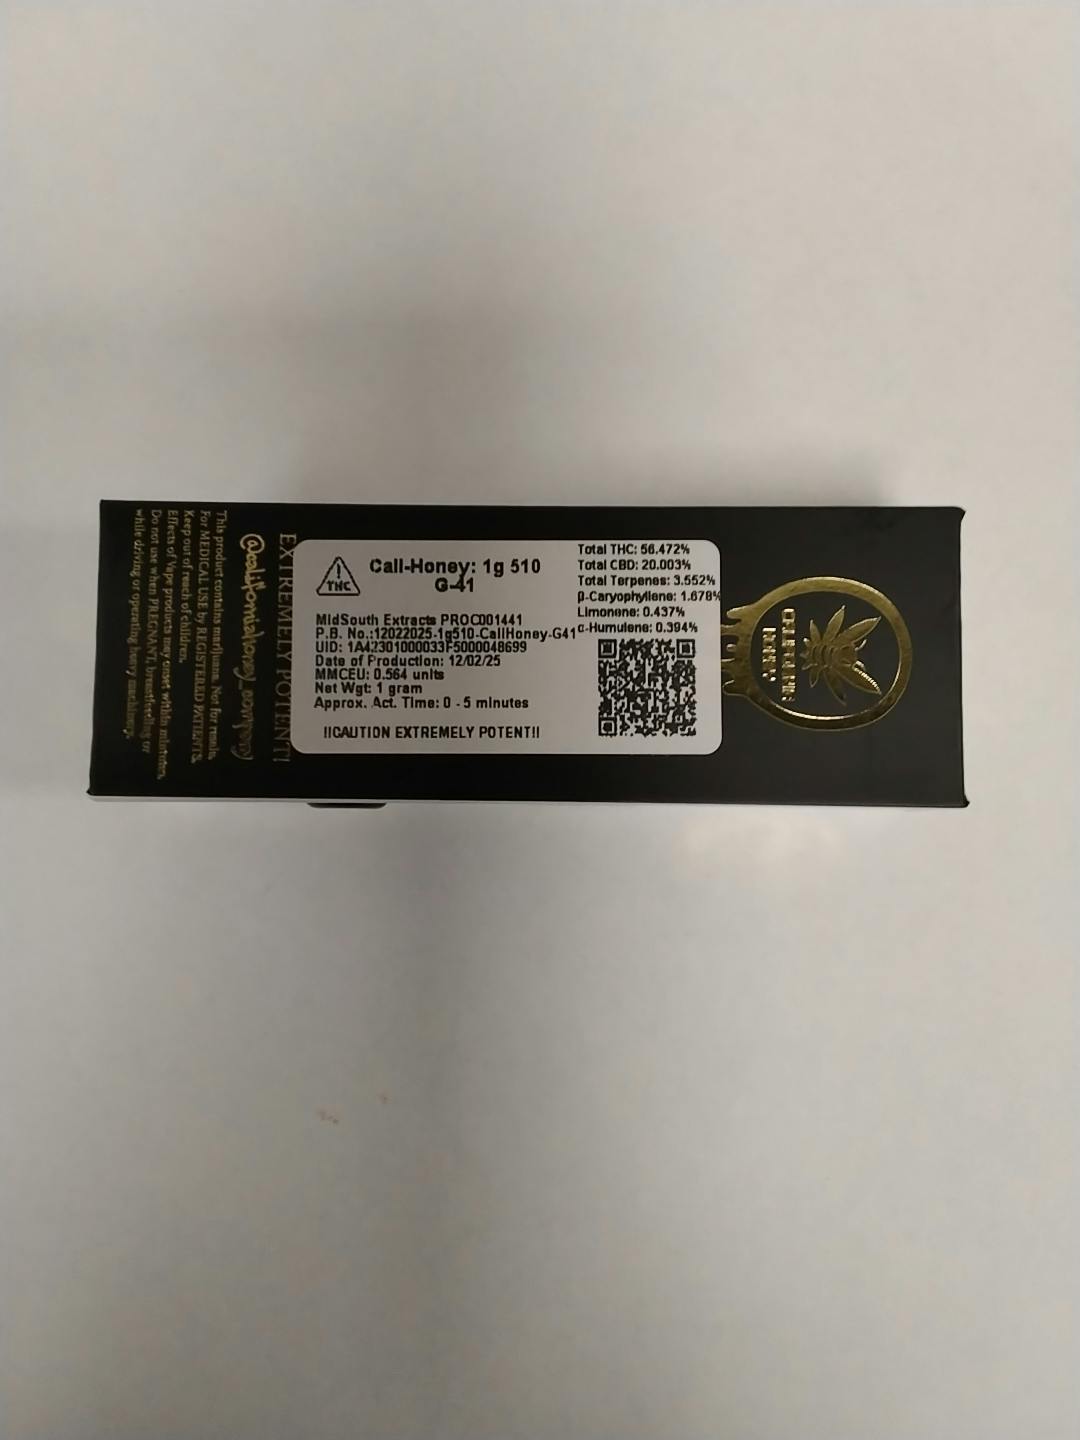 Cali-Honey: 1g 510
G-41
THC
MidSouth Extracts PROC001441
P.B. No.:12022025-1g510-CaliHoney-G41
UID: 1A42301000033F5000048699
Date of Production: 12/02/25
MMCEU: 0.564 units
Net Wgt: 1 gram
Approx. Act. Time: 0 - 5 minutes
!!CAUTION EXTREMELY POTENT!!
Total THC: 56.472%
Total CBD: 20.003%
Total Terpenes: 3.552%
β-Caryophyllene: 1.678%
Limonene: 0.437%
α-Humulene: 0.394%
CALIFORNIA
HONEY
EXTREMELY POTENT!
@californiahoney_company
This product contains marijuana. Not for resale.
For MEDICAL USE by REGISTERED PATIENTS.
Keep out of reach of children.
Effects of Vape products may onset within minutes.
Do not use when PREGNANT, breastfeeding or
while driving or operating heavy machinery.